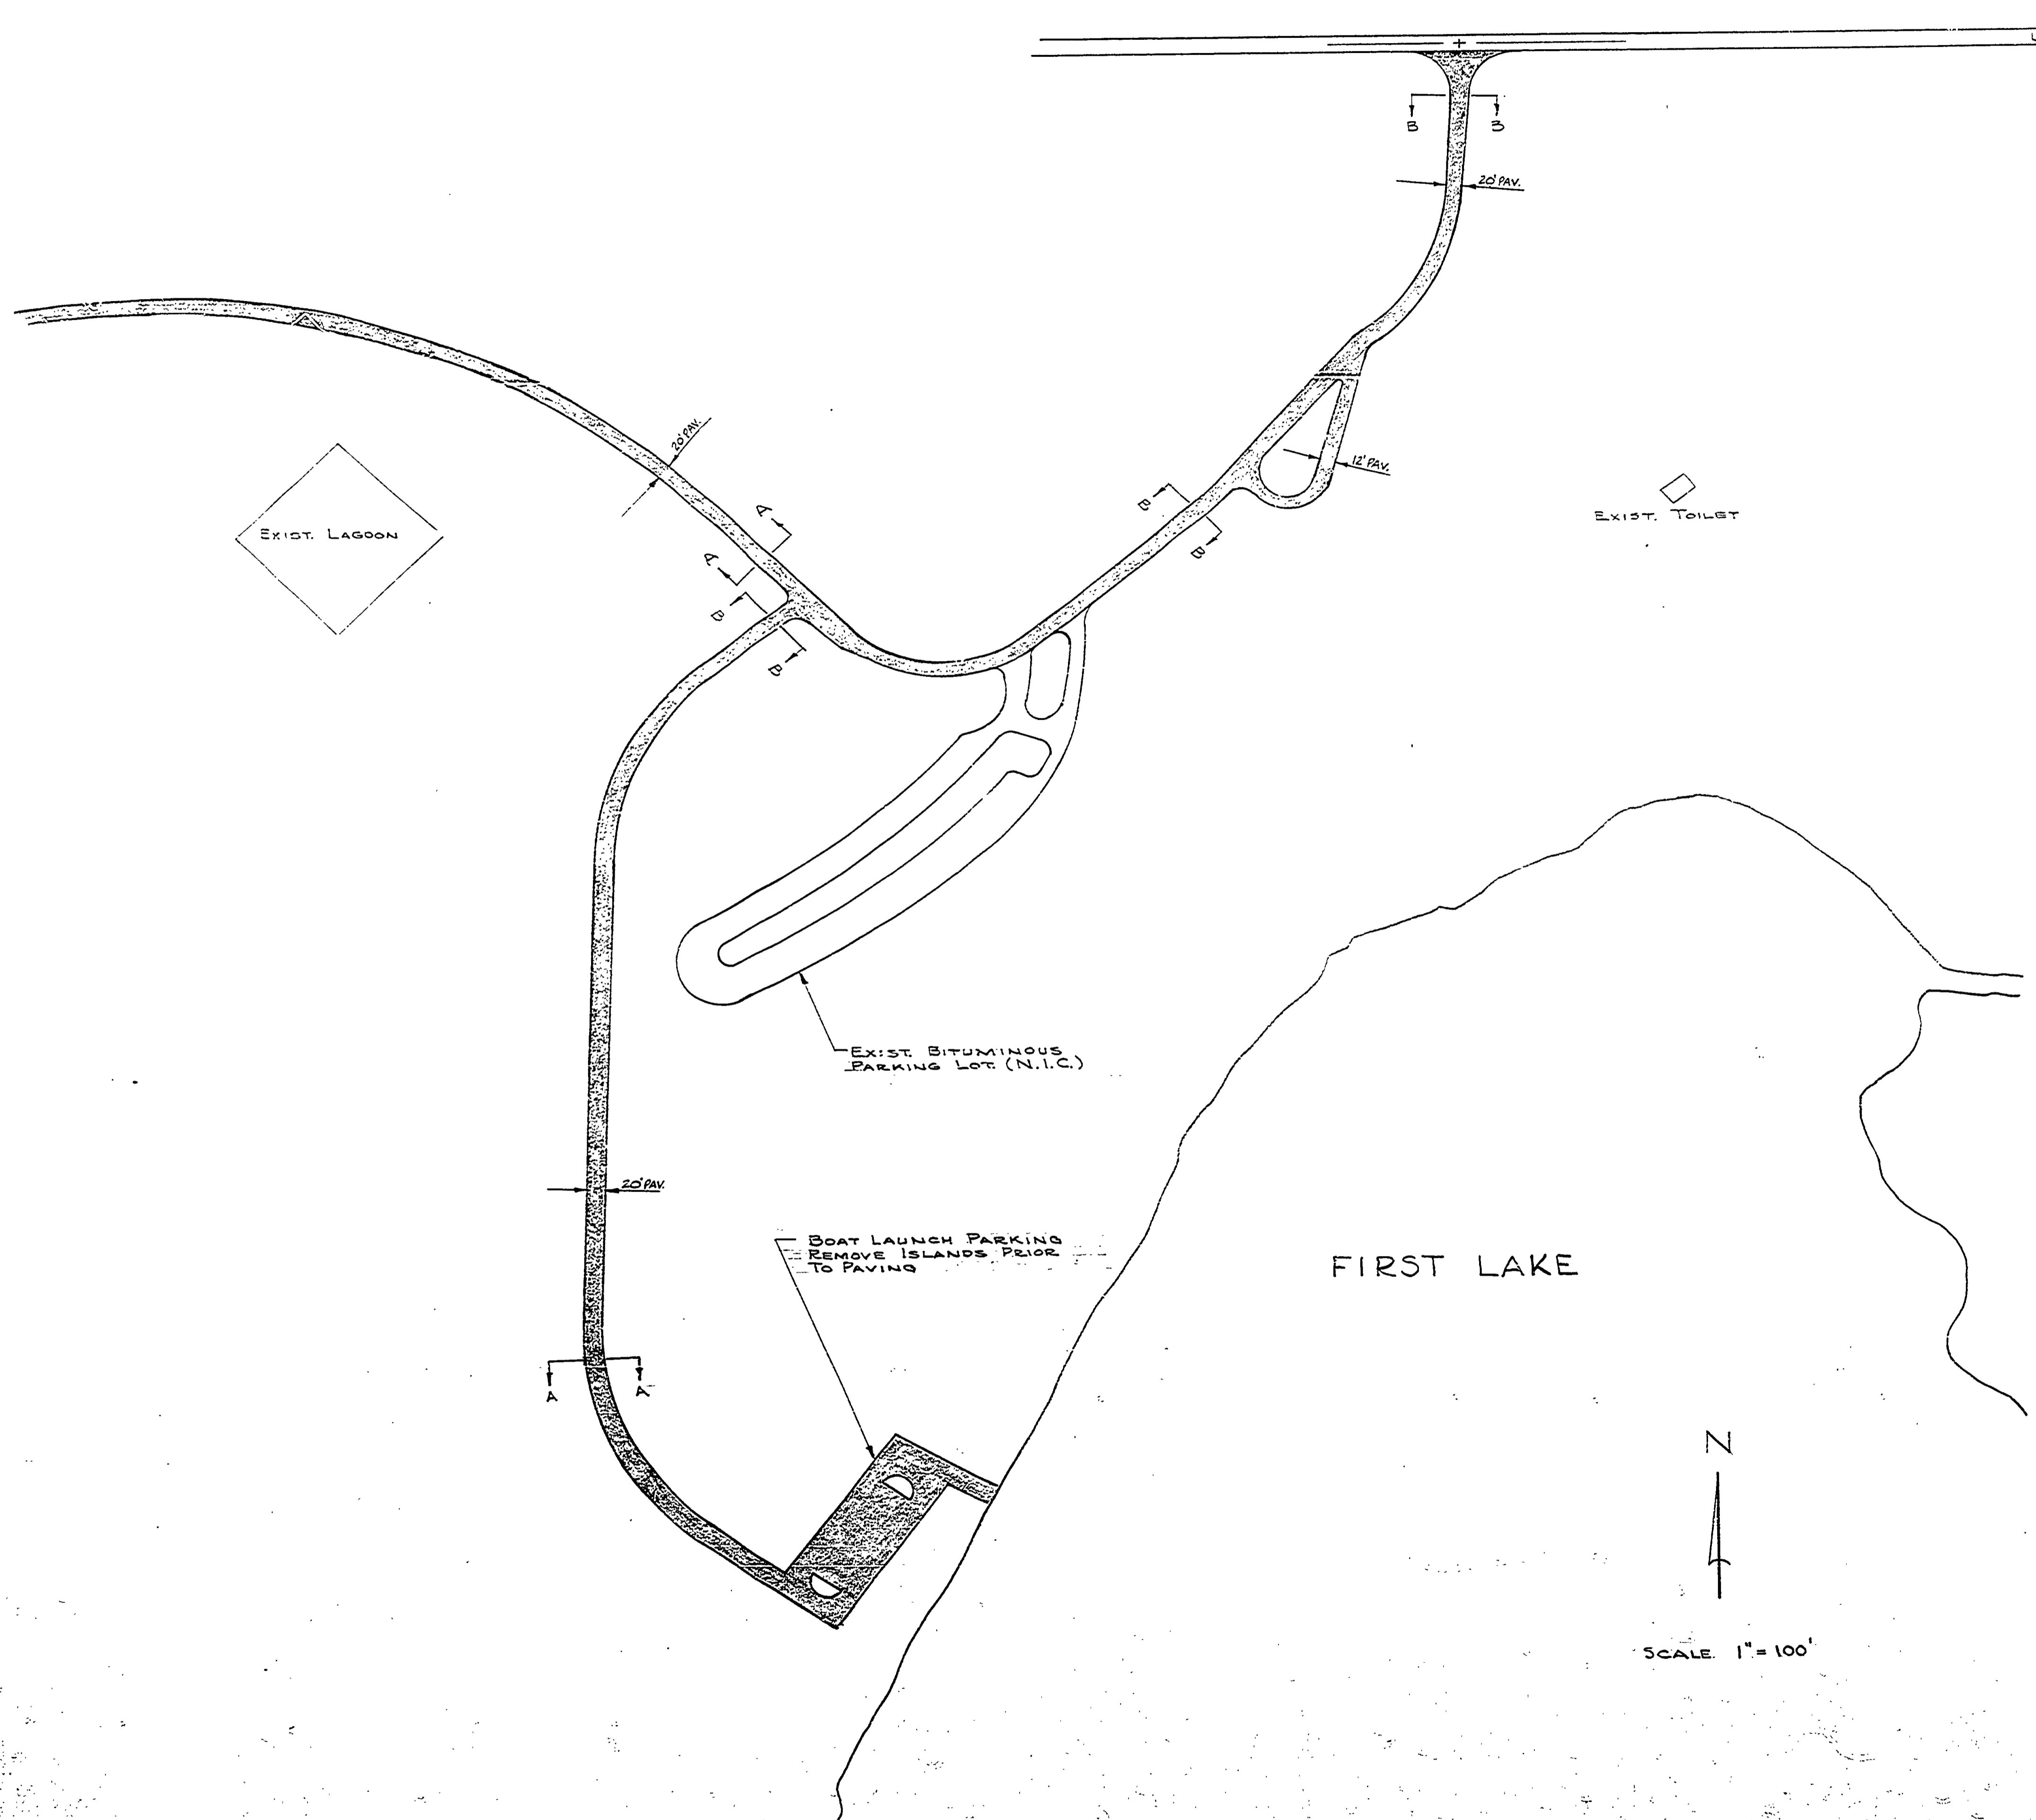 B B
20' PAV.
20' PAV.
12' PAV.
B
B
EXIST. TOILET
A
EXIST. LAGOON
A
B
B
EXIST. BITUMINOUS
PARKING LOT. (N.I.C.)
20' PAV.
BOAT LAUNCH PARKING
REMOVE ISLANDS PRIOR
TO PAVING
FIRST LAKE
A A
N
SCALE 1" = 100'